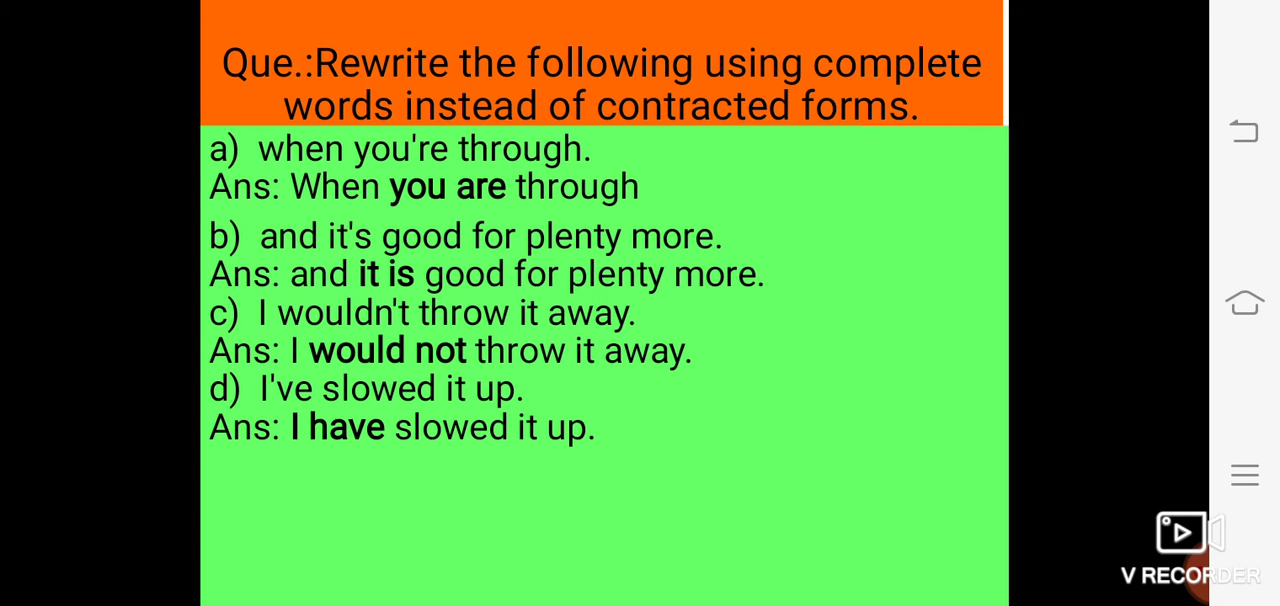 Que.:Rewrite the following using complete
words instead of contracted forms.
a)  when you're through.
Ans: When you are through
b)  and it's good for plenty more.
Ans: and it is good for plenty more.
c)  I wouldn't throw it away.
Ans: I would not throw it away.
d)  I've slowed it up.
Ans: I have slowed it up.
V RECORDER